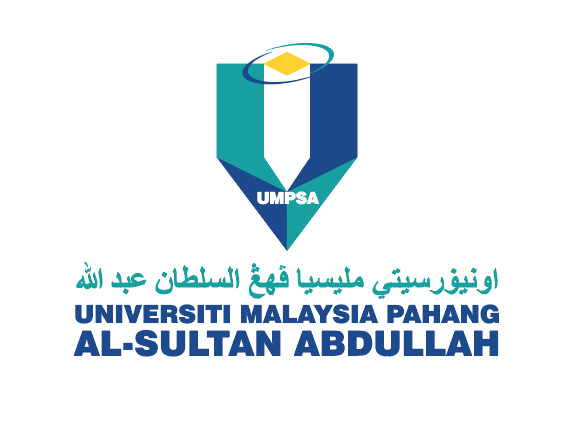 UMPSA
اونيۏرسيتي مليسيا ڤهڠ السلطان عبد الله
UNIVERSITI MALAYSIA PAHANG
AL-SULTAN ABDULLAH